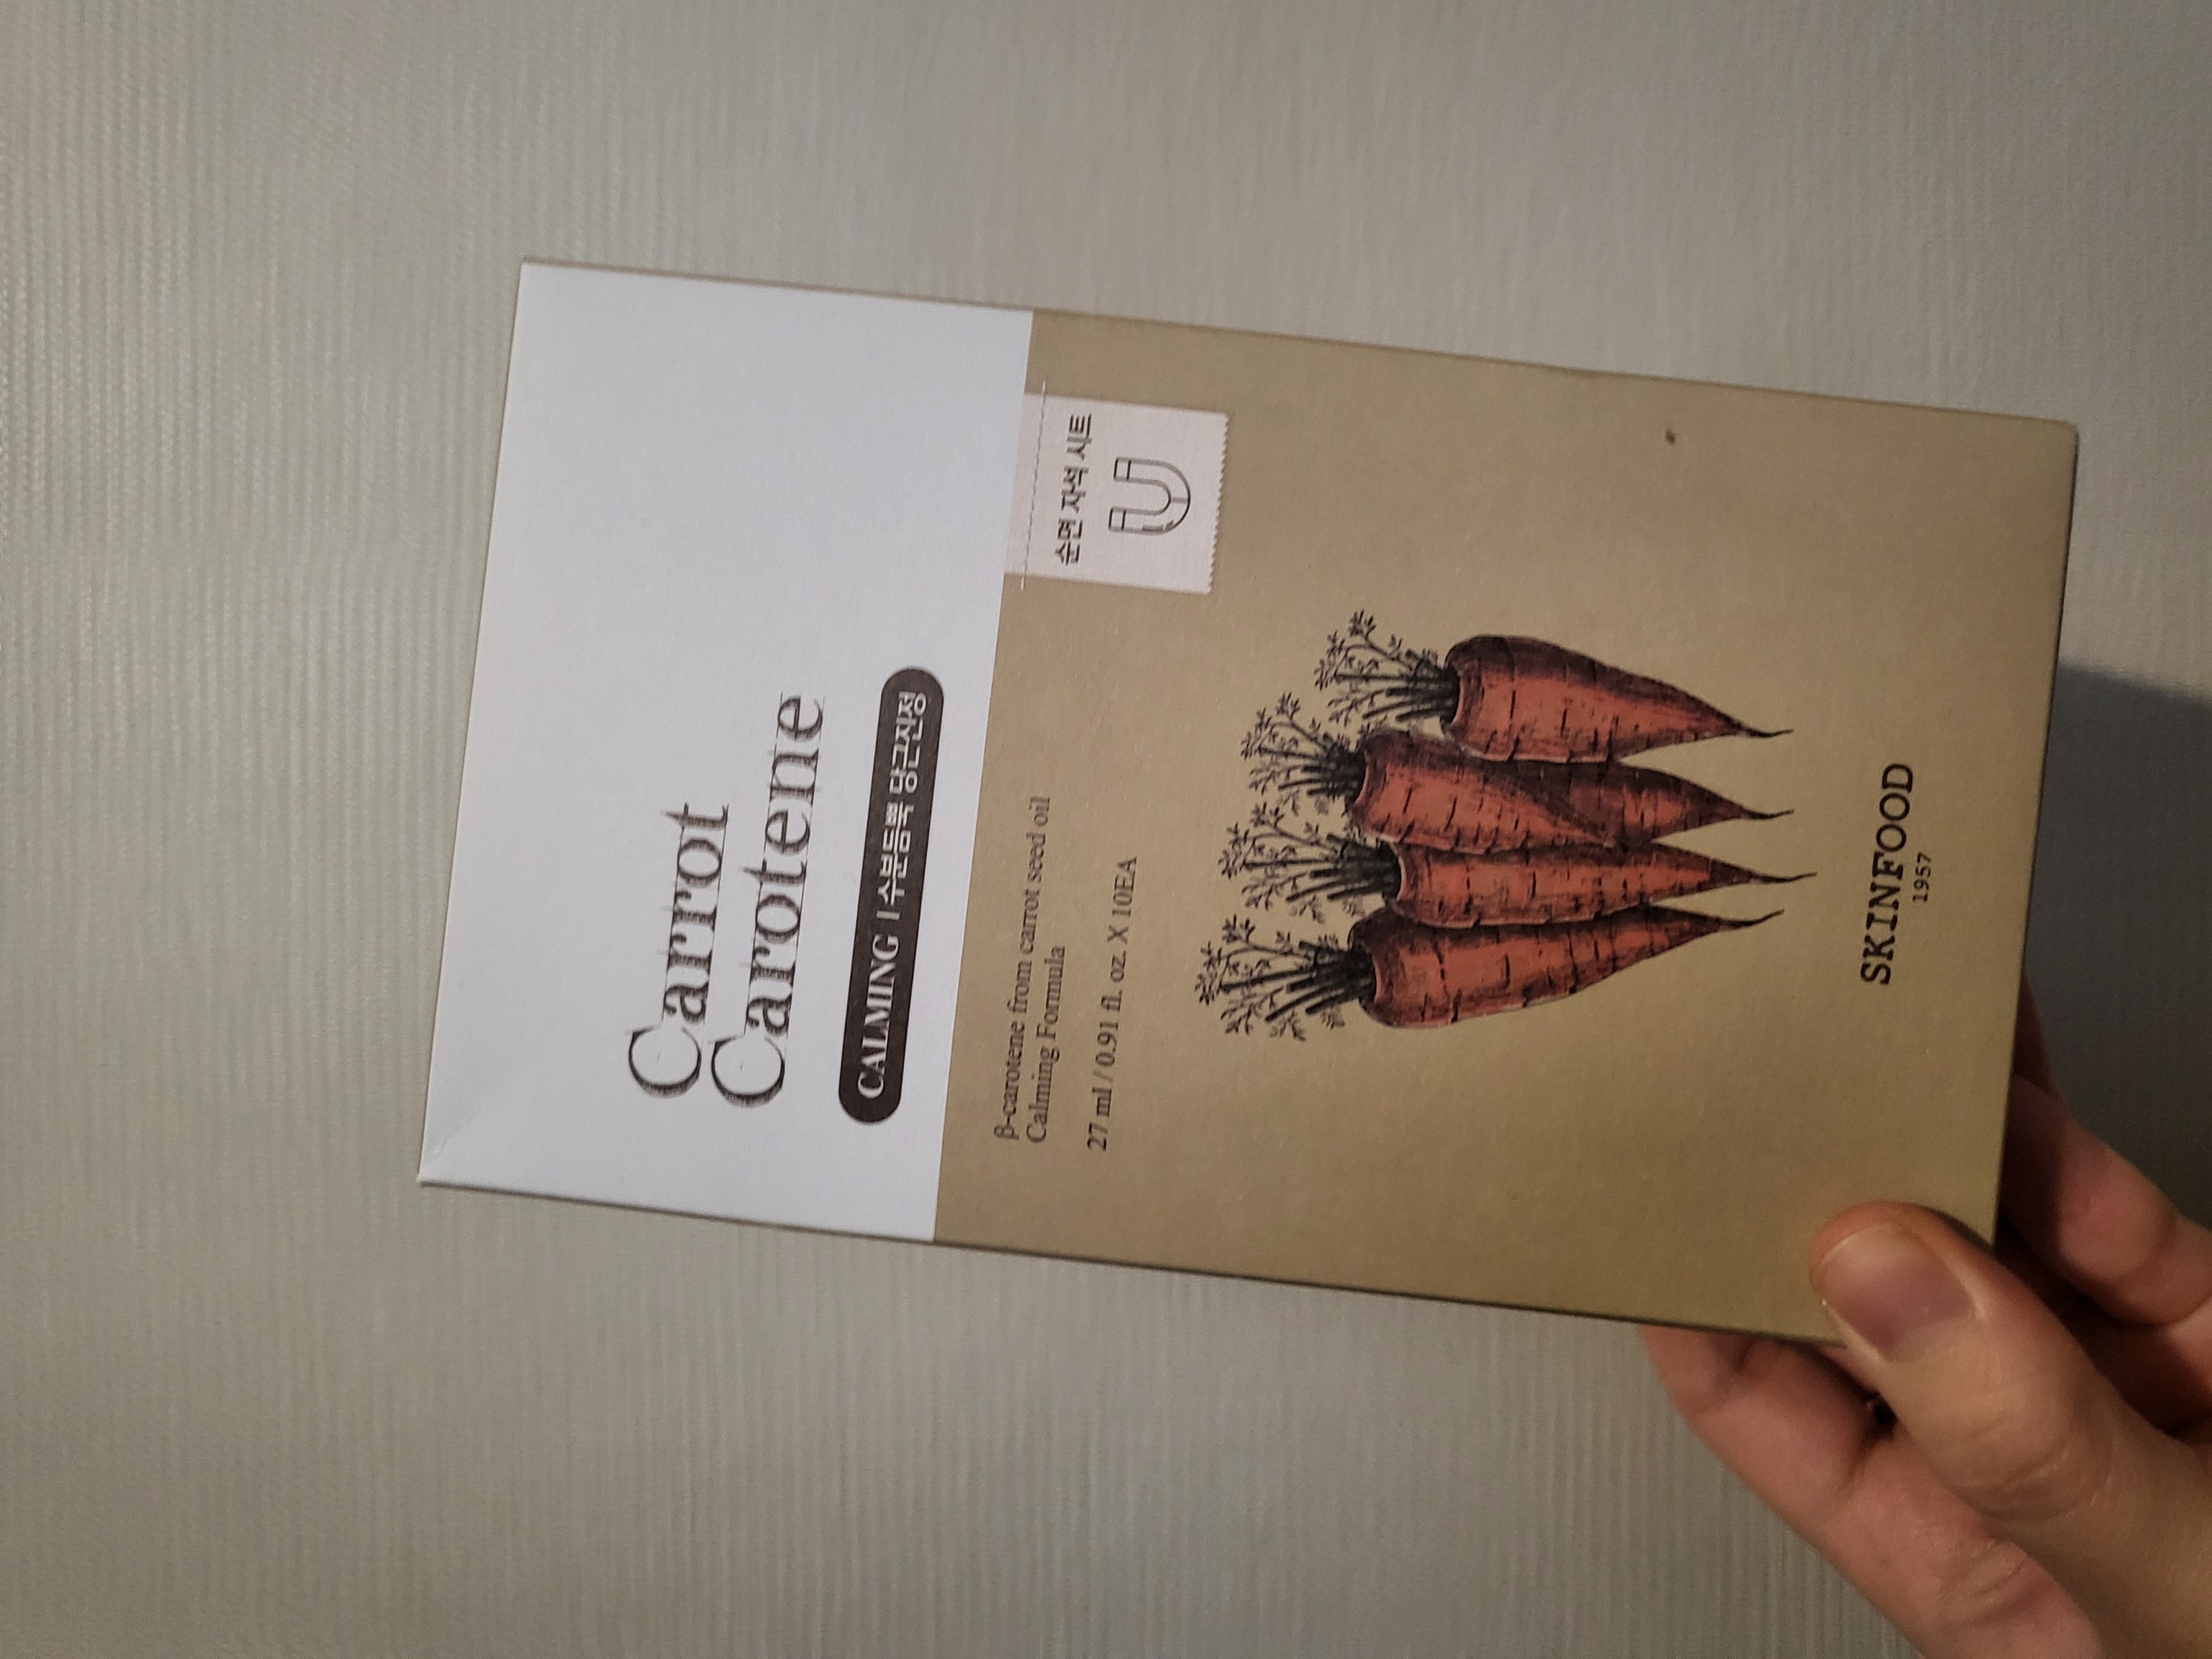 Carrot
Carotene
CALMING | 수분듬뿍 당근진정
순면 자석 시트
β-carotene from carrot seed oil
Calming Formula
27 ml / 0.91 fl. oz. X 10EA
SKINFOOD
1957